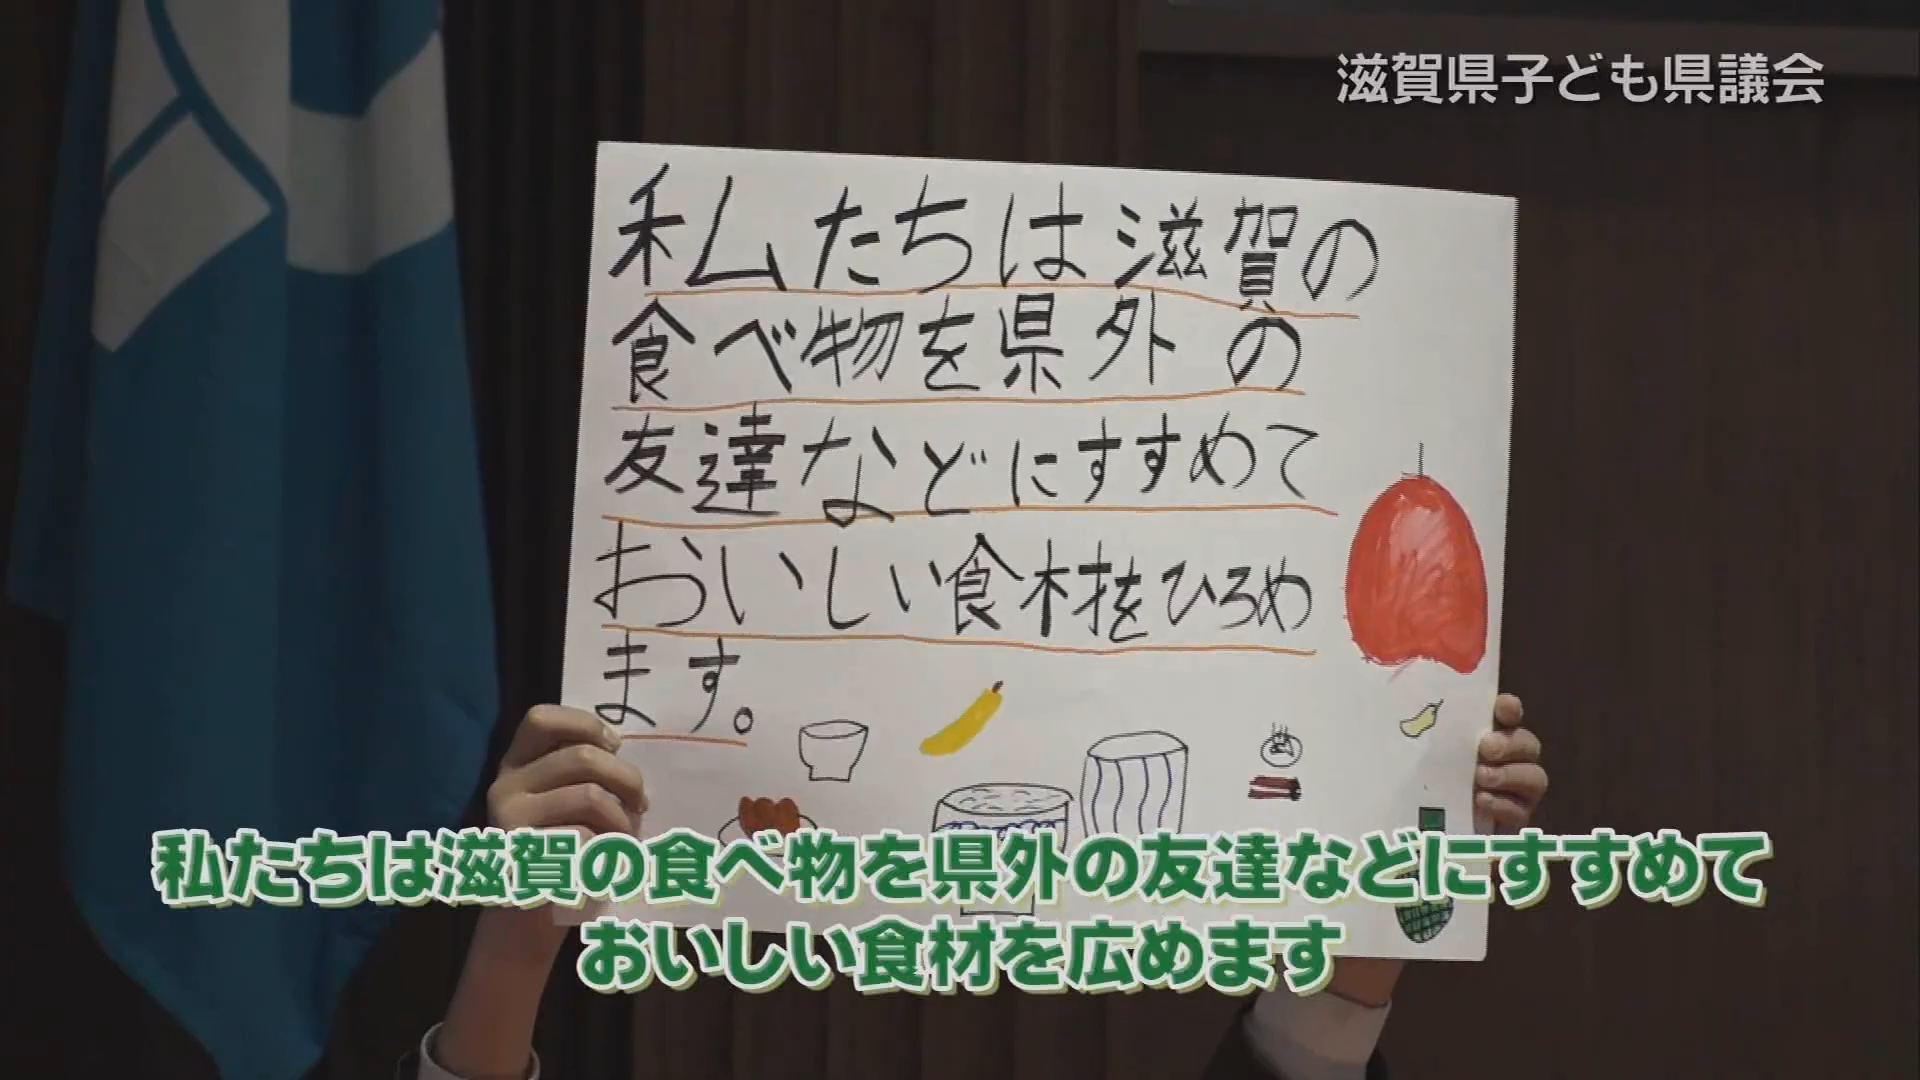 滋賀県子ども県議会
私たちは滋賀の
食べ物を県外の
友達などにすすめて
おいしい食材をひろめ
ます。
私たちは滋賀の食べ物を県外の友達などにすすめて
おいしい食材を広めます